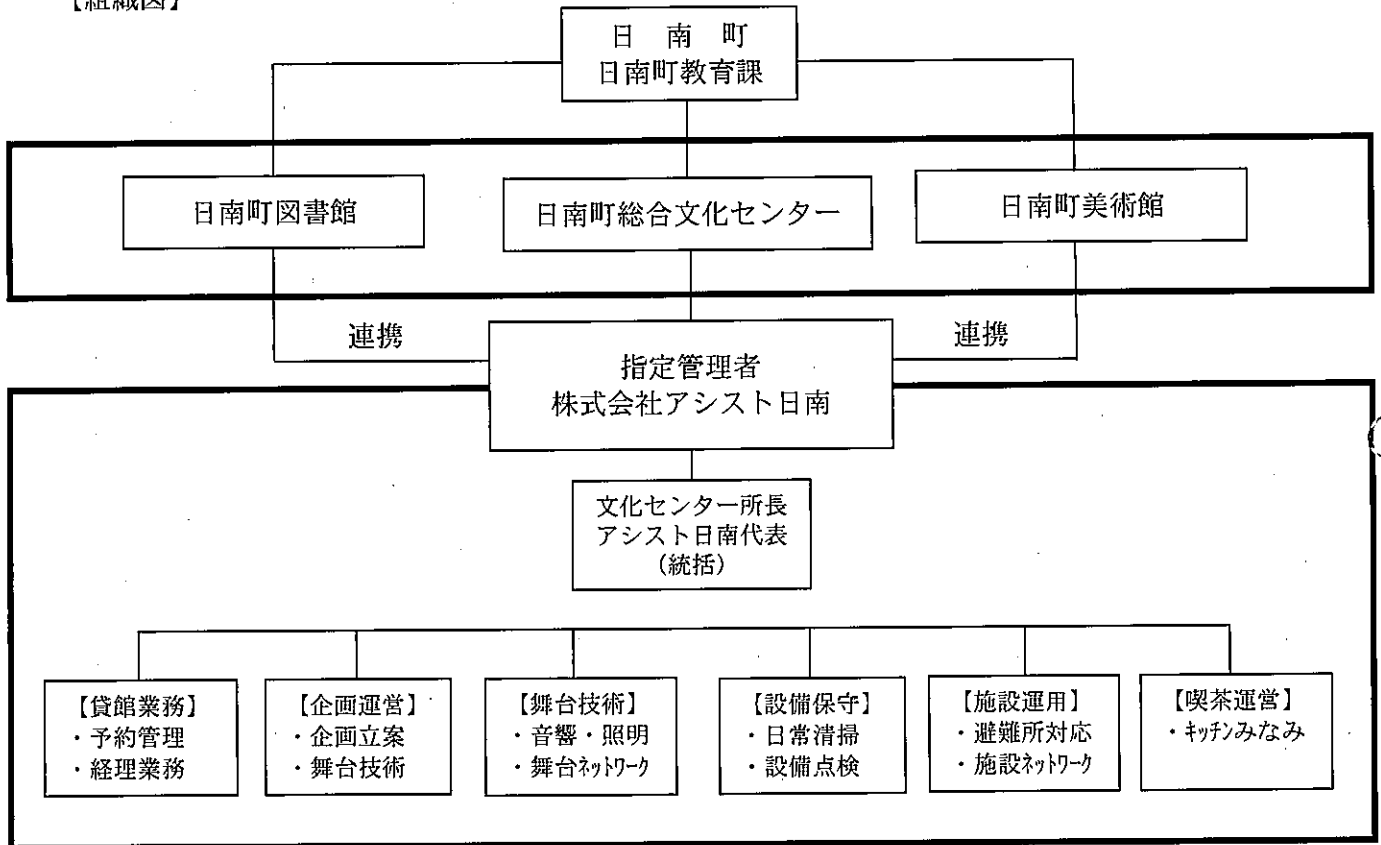 【組織図】
日 南 町
日南町教育課
日南町図書館
日南町総合文化センター
日南町美術館
連携
連携
指定管理者
株式会社アシスト日南
文化センター所長
アシスト日南代表
(統括)
【貸館業務】
・予約管理
・経理業務
【企画運営】
・企画立案
・舞台技術
【舞台技術】
・音響・照明
・舞台ネットワーク
【設備保守】
・日常清掃
・設備点検
【施設運用】
・避難所対応
・施設ネットワーク
【喫茶運営】
・キッチンみなみ